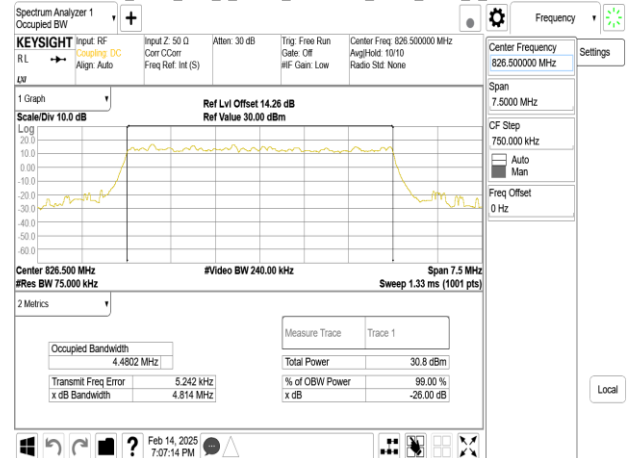 Spectrum Analyzer 1
Occupied BW
Frequency
KEYSIGHT
RL
LXI
Input: RF
Coupling: DC
Align: Auto
Input Z: 50 Ω
Corr CCorr
Freq Ref: Int (S)
Atten: 30 dB
Trig: Free Run
Gate: Off
#IF Gain: Low
Center Freq: 826.500000 MHz
Avg|Hold: 10/10
Radio Std: None
Center Frequency
826.500000 MHz
Settings
Span
7.5000 MHz
CF Step
750.000 kHz
Auto
Man
Freq Offset
0 Hz
Local
1 Graph
Scale/Div 10.0 dB
Ref Lvl Offset 14.26 dB
Ref Value 30.00 dBm
Log
20.0
10.0
0.00
-10.0
-20.0
-30.0
-40.0
-50.0
-60.0
Center 826.500 MHz
#Video BW 240.00 kHz
Span 7.5 MHz
#Res BW 75.000 kHz
Sweep 1.33 ms (1001 pts)
2 Metrics
Measure Trace
Trace 1
Occupied Bandwidth
4.4802 MHz
Total Power
30.8 dBm
Transmit Freq Error
5.242 kHz
% of OBW Power
99.00 %
x dB Bandwidth
4.814 MHz
x dB
-26.00 dB
?
Feb 14, 2025
7:07:14 PM